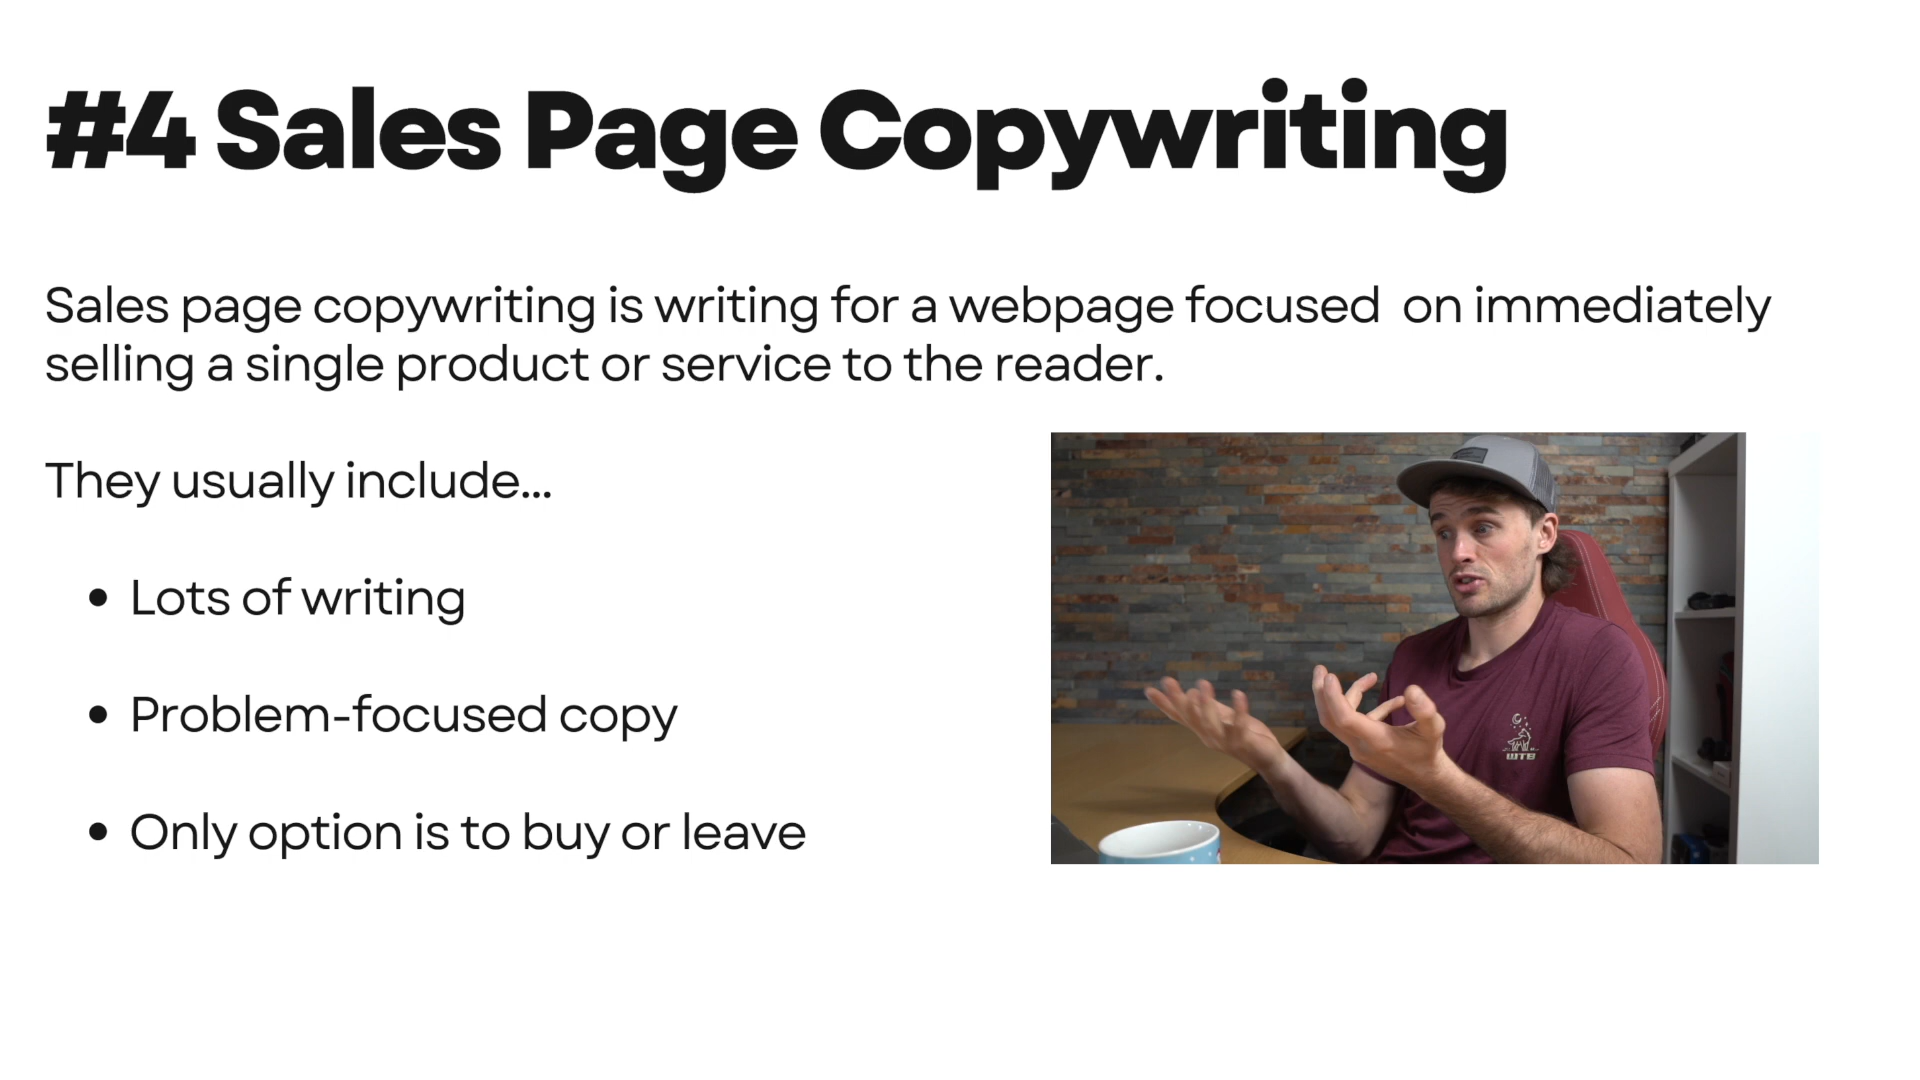 #4 Sales Page Copywriting
Sales page copywriting is writing for a webpage focused  on immediately
selling a single product or service to the reader.
They usually include...
• Lots of writing
• Problem-focused copy
• Only option is to buy or leave
WTB